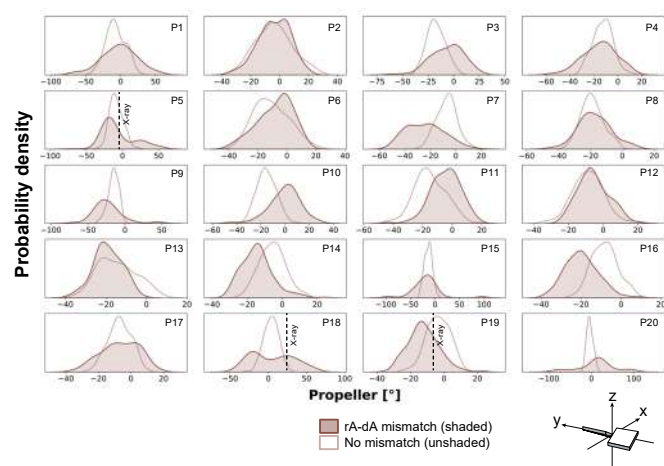 P1
P2
P3
P4
−100 −50 0 50
−40 −20 0 20 40
−75 −50 −25 0 25 50
−40 −20 0 20
P5
X-ray
P6
P7
P8
−100 −50 0 50
−40 −20 0 20 40
−60 −40 −20 0 20
−40 −20 0 20
P9
P10
P11
P12
−50 0 50
−40 −20 0 20
−60 −40 −20 0 20
−40 −20 0 20
P13
P14
P15
P16
−40 −20 0 20
−40 −20 0 20
−100 −50 0 50 100
−40 −20 0 20
P17
P18
X-ray
P19
X-ray
P20
−40 −20 0 20
−50 0 50 100
−40 −20 0 20
−100 0 100
Probability density
Propeller [°]
rA-dA mismatch (shaded)
No mismatch (unshaded)
z
x
y